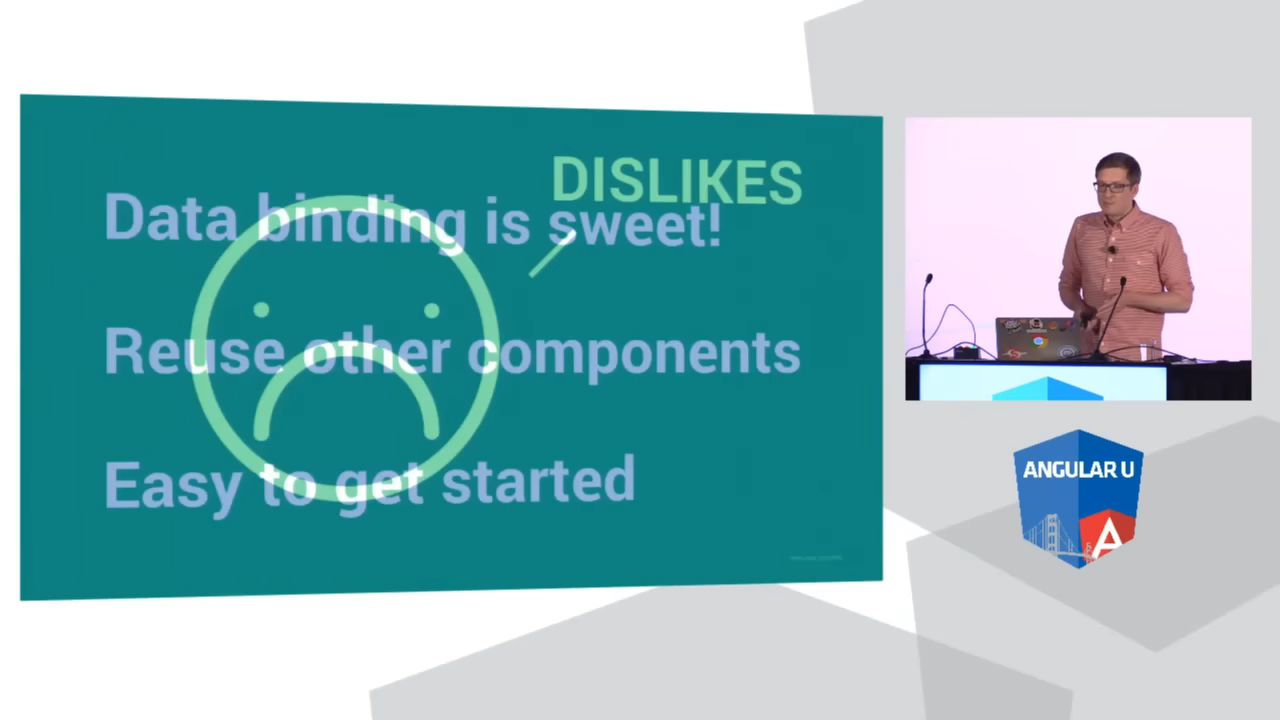 DISLIKES
Data binding is sweet!
Reuse other components
Easy to get started
ANGULAR U
A